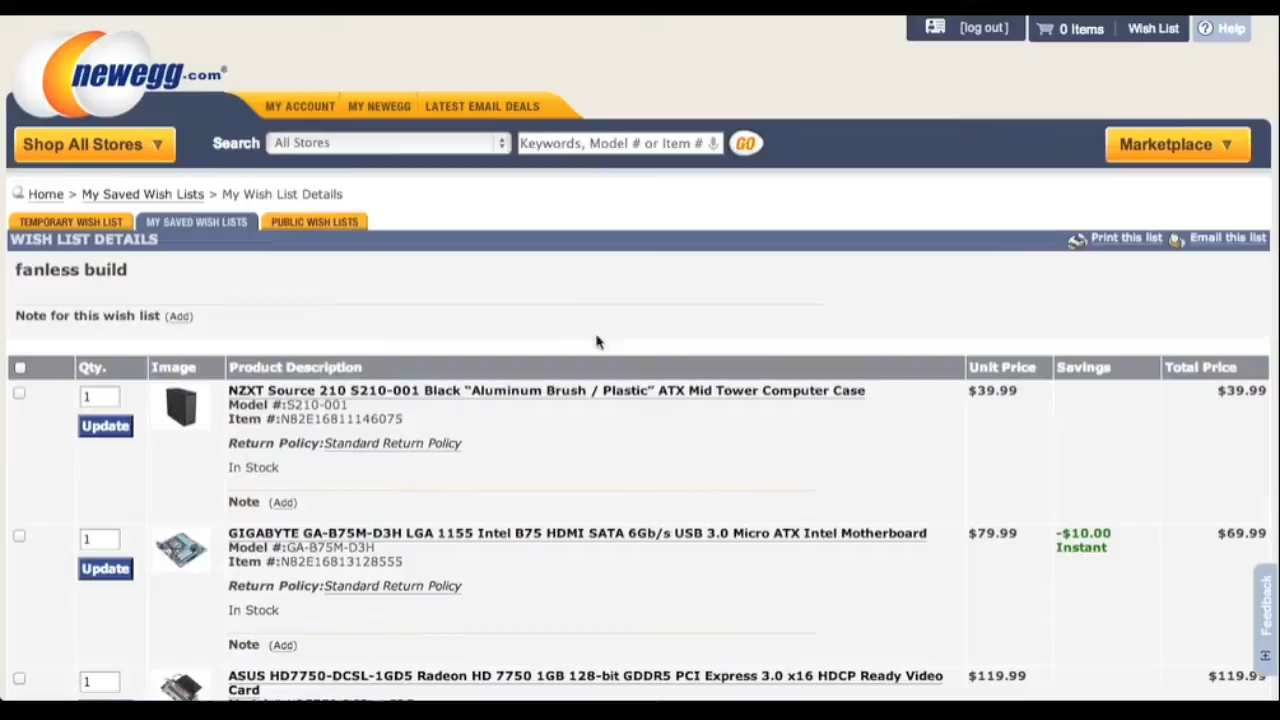 [log out]
0 Items
Wish List
Help
newegg.com®
MY ACCOUNT
MY NEWEGG
LATEST EMAIL DEALS
Shop All Stores ▼
Search
All Stores
Keywords, Model # or Item #
GO
Marketplace ▼
Home > My Saved Wish Lists > My Wish List Details
TEMPORARY WISH LIST
MY SAVED WISH LISTS
PUBLIC WISH LISTS
WISH LIST DETAILS
Print this list
Email this list
fanless build
Note for this wish list (Add)
Qty. Image Product Description Unit Price Savings Total Price
1
Update
NZXT Source 210 S210-001 Black “Aluminum Brush / Plastic” ATX Mid Tower Computer Case
$39.99
$39.99
Model #:S210-001
Item #:N82E16811146075
Return Policy:Standard Return Policy
In Stock
Note (Add)
1
Update
GIGABYTE GA-B75M-D3H LGA 1155 Intel B75 HDMI SATA 6Gb/s USB 3.0 Micro ATX Intel Motherboard
$79.99
-$10.00
Instant
$69.99
Model #:GA-B75M-D3H
Item #:N82E16813128555
Return Policy:Standard Return Policy
In Stock
Note (Add)
Feedback
1
ASUS HD7750-DCSL-1GD5 Radeon HD 7750 1GB 128-bit GDDR5 PCI Express 3.0 x16 HDCP Ready Video
Card
$119.99
$119.99